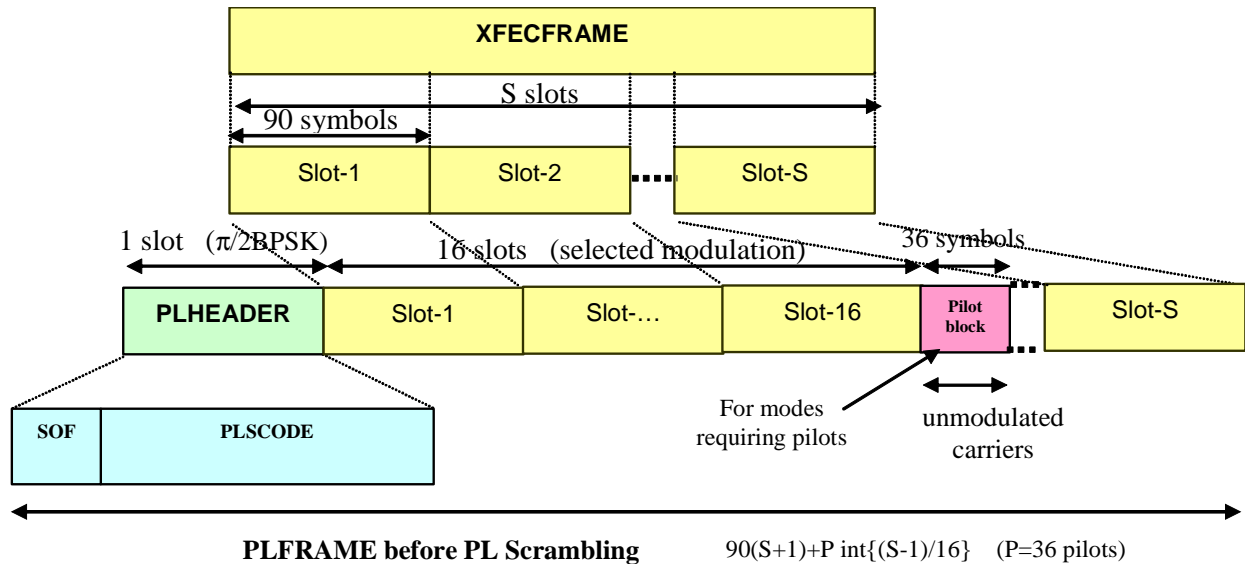 XFECFRAME
S slots
90 symbols
Slot-1 Slot-2 Slot-S
1 slot (π/2BPSK) 16 slots (selected modulation) 36 symbols
PLHEADER Slot-1 Slot-... Slot-16 Pilot block Slot-S
For modes requiring pilots
unmodulated carriers
SOF PLSCODE
PLFRAME before PL Scrambling 90(S+1)+P int{(S-1)/16} (P=36 pilots)